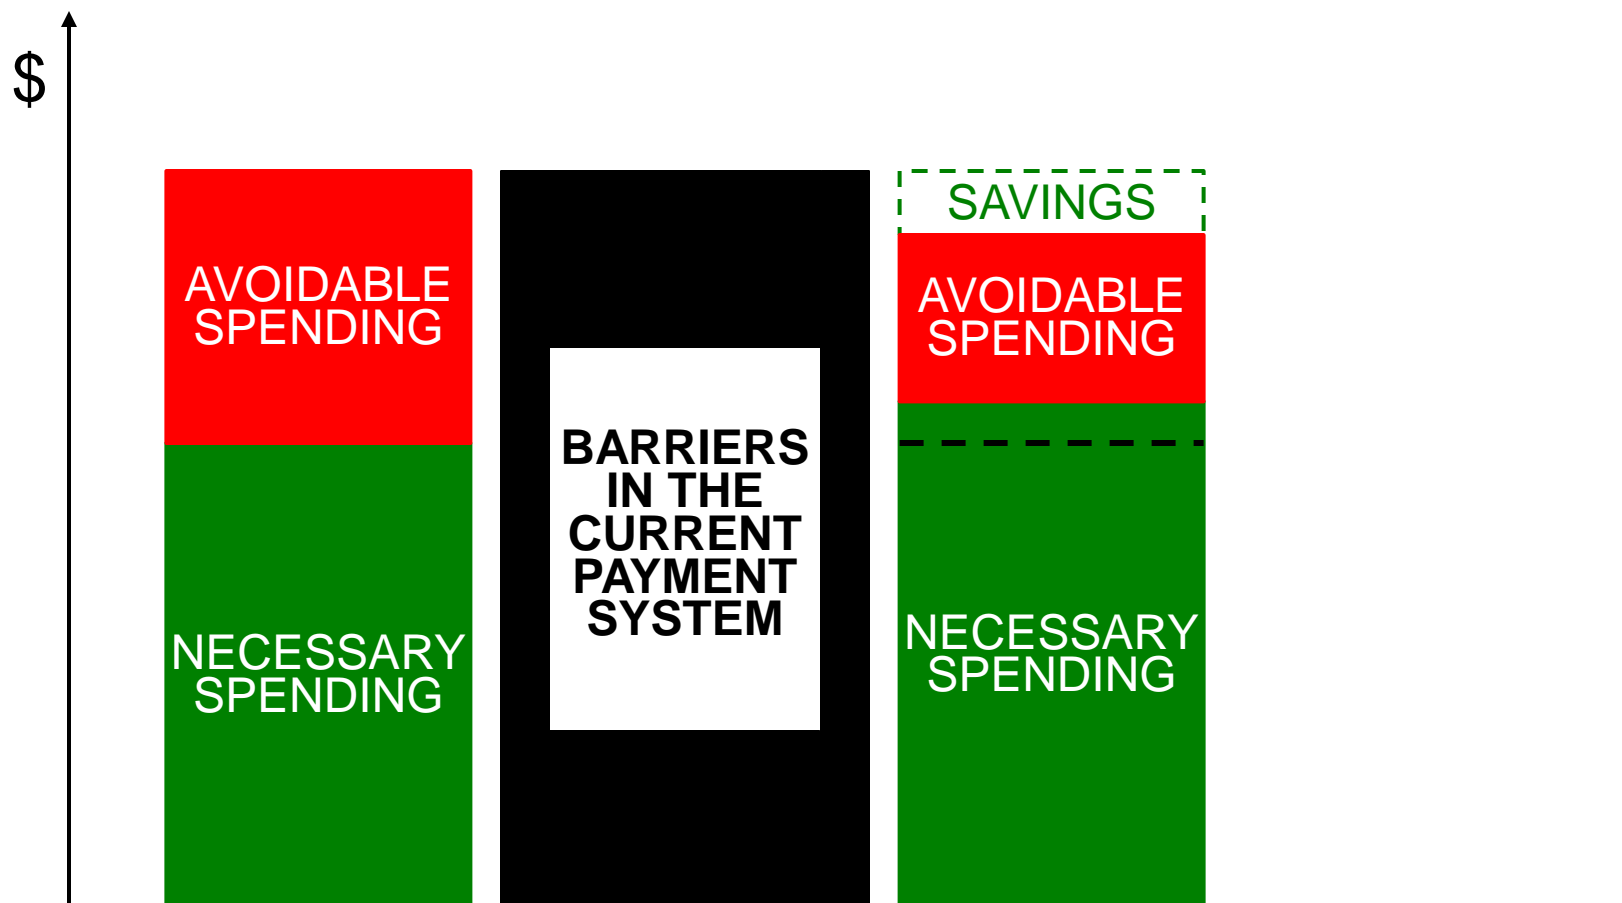 $
AVOIDABLE
SPENDING
NECESSARY
SPENDING
BARRIERS
IN THE
CURRENT
PAYMENT
SYSTEM
SAVINGS
AVOIDABLE
SPENDING
NECESSARY
SPENDING